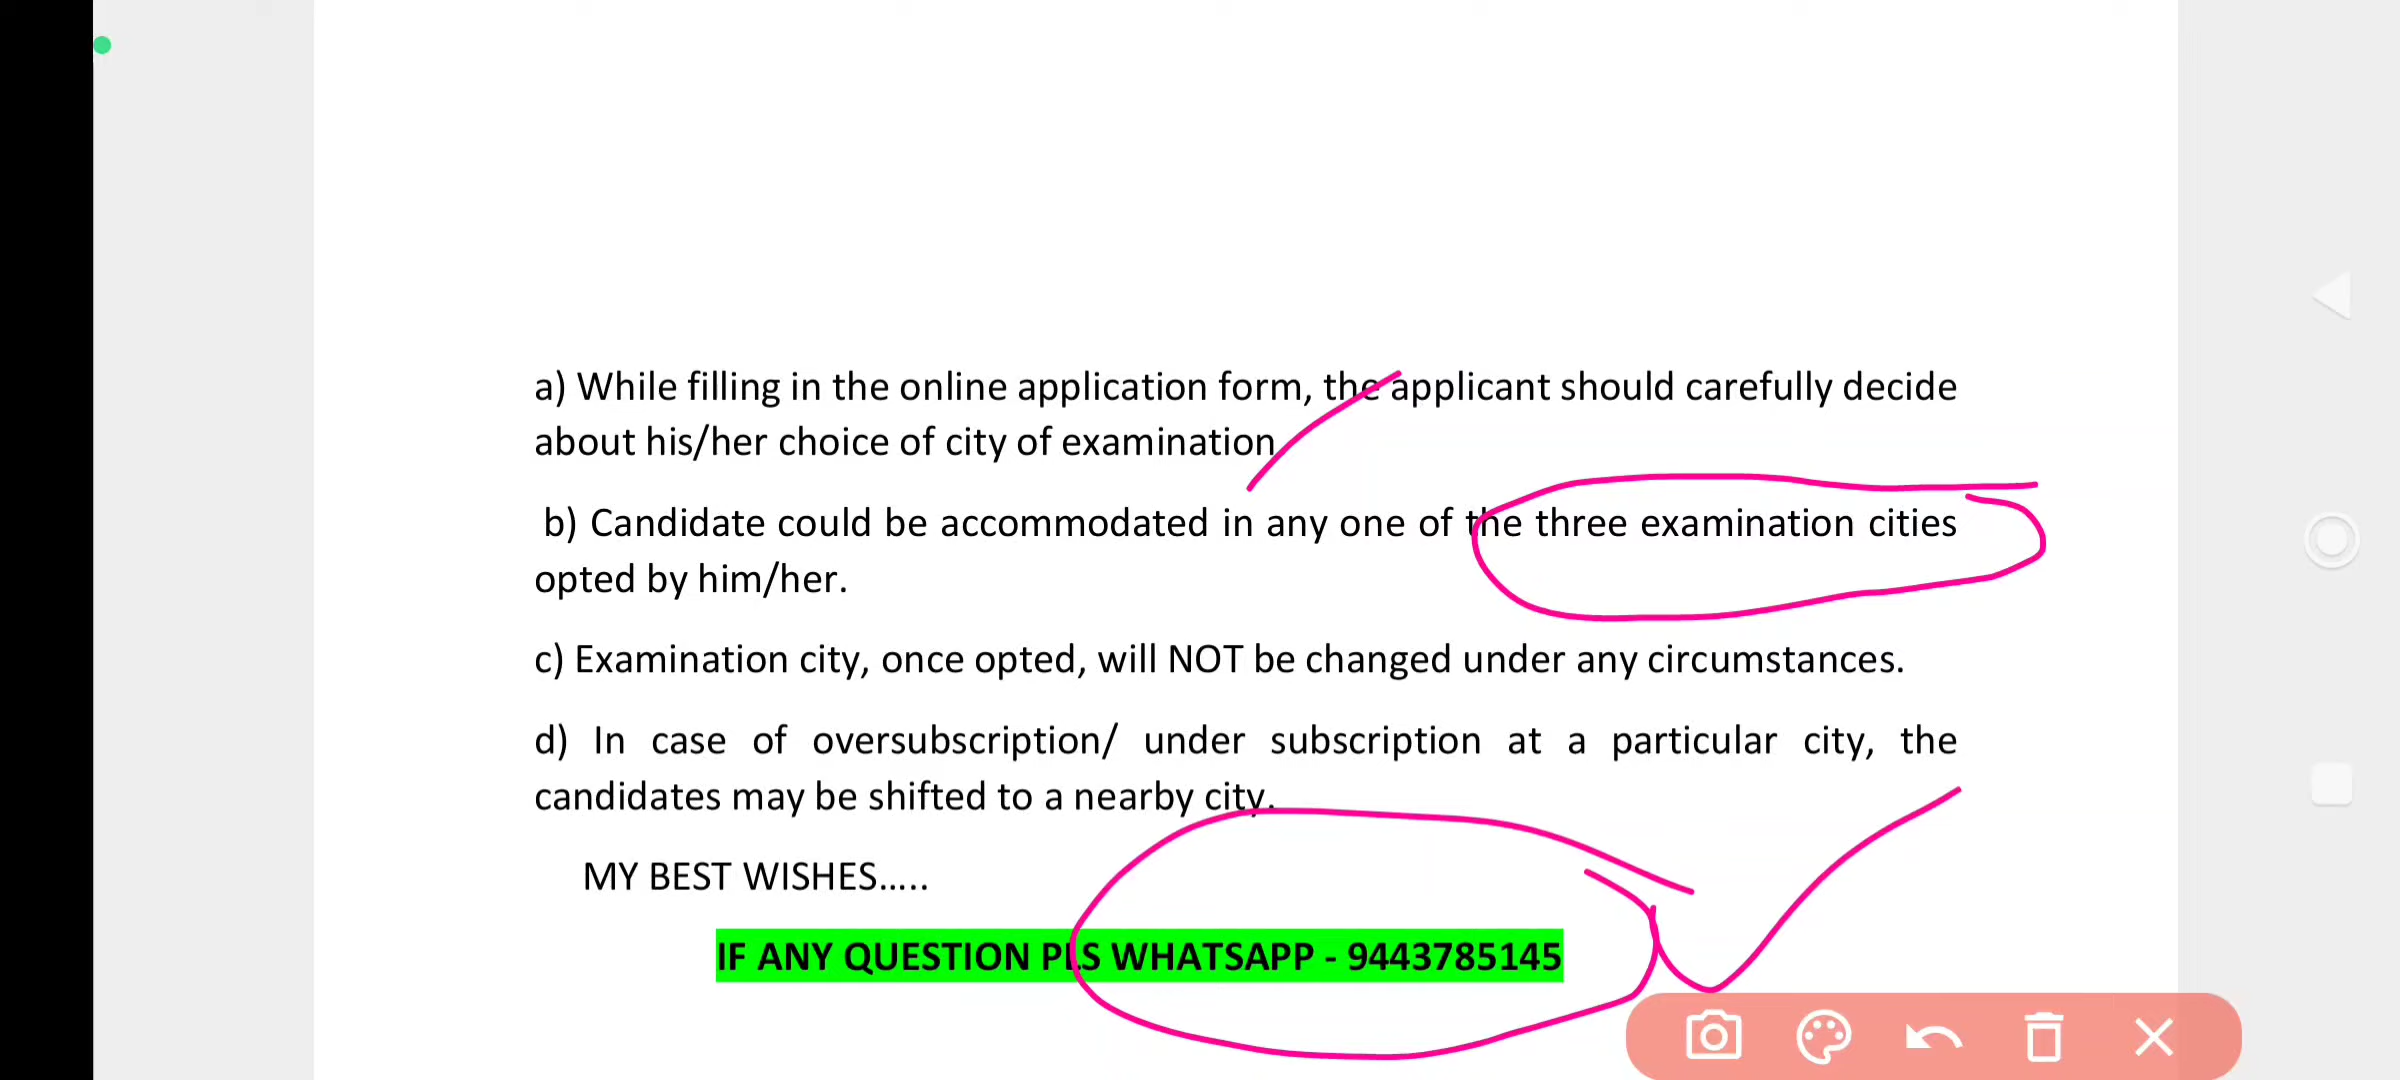 a) While filling in the online application form, the applicant should carefully decide
about his/her choice of city of examination
b) Candidate could be accommodated in any one of the three examination cities
opted by him/her.
c) Examination city, once opted, will NOT be changed under any circumstances.
d) In case of oversubscription/ under subscription at a particular city, the
candidates may be shifted to a nearby city.
MY BEST WISHES.....
IF ANY QUESTION PLS WHATSAPP - 9443785145